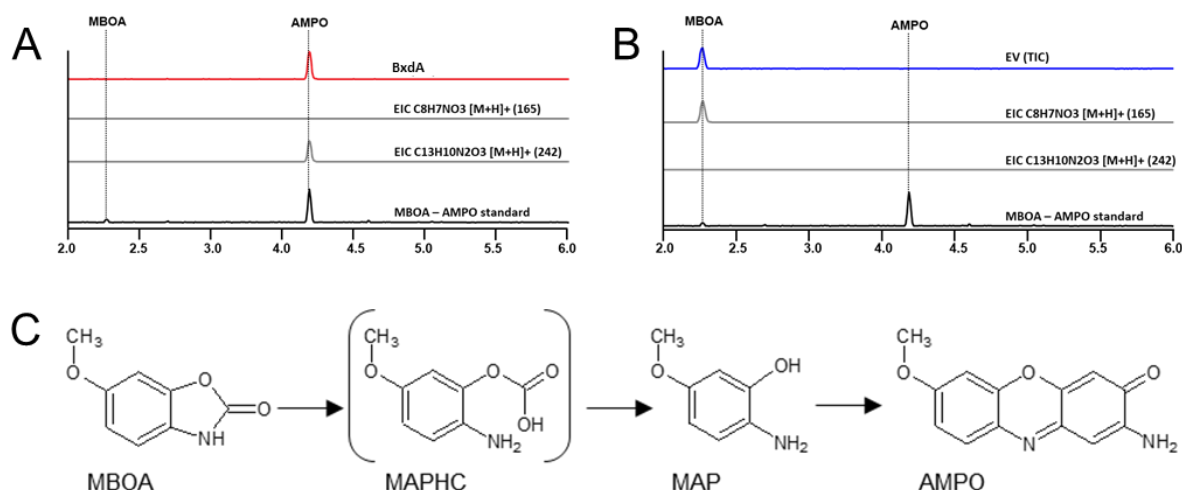 A
MBOA AMPO
BxdA
EIC C8H7NO3 [M+H]+ (165)
EIC C13H10N2O3 [M+H]+ (242)
MBOA – AMPO standard
2.0 2.5 3.0 3.5 4.0 4.5 5.0 5.5 6.0
B
MBOA AMPO
EV (TIC)
EIC C8H7NO3 [M+H]+ (165)
EIC C13H10N2O3 [M+H]+ (242)
MBOA – AMPO standard
2.0 2.5 3.0 3.5 4.0 4.5 5.0 5.5 6.0
C
CH3 O O O NH
MBOA
CH3 O O O OH NH2
MAPHC
CH3 O OH NH2
MAP
CH3 O O O N NH2
AMPO